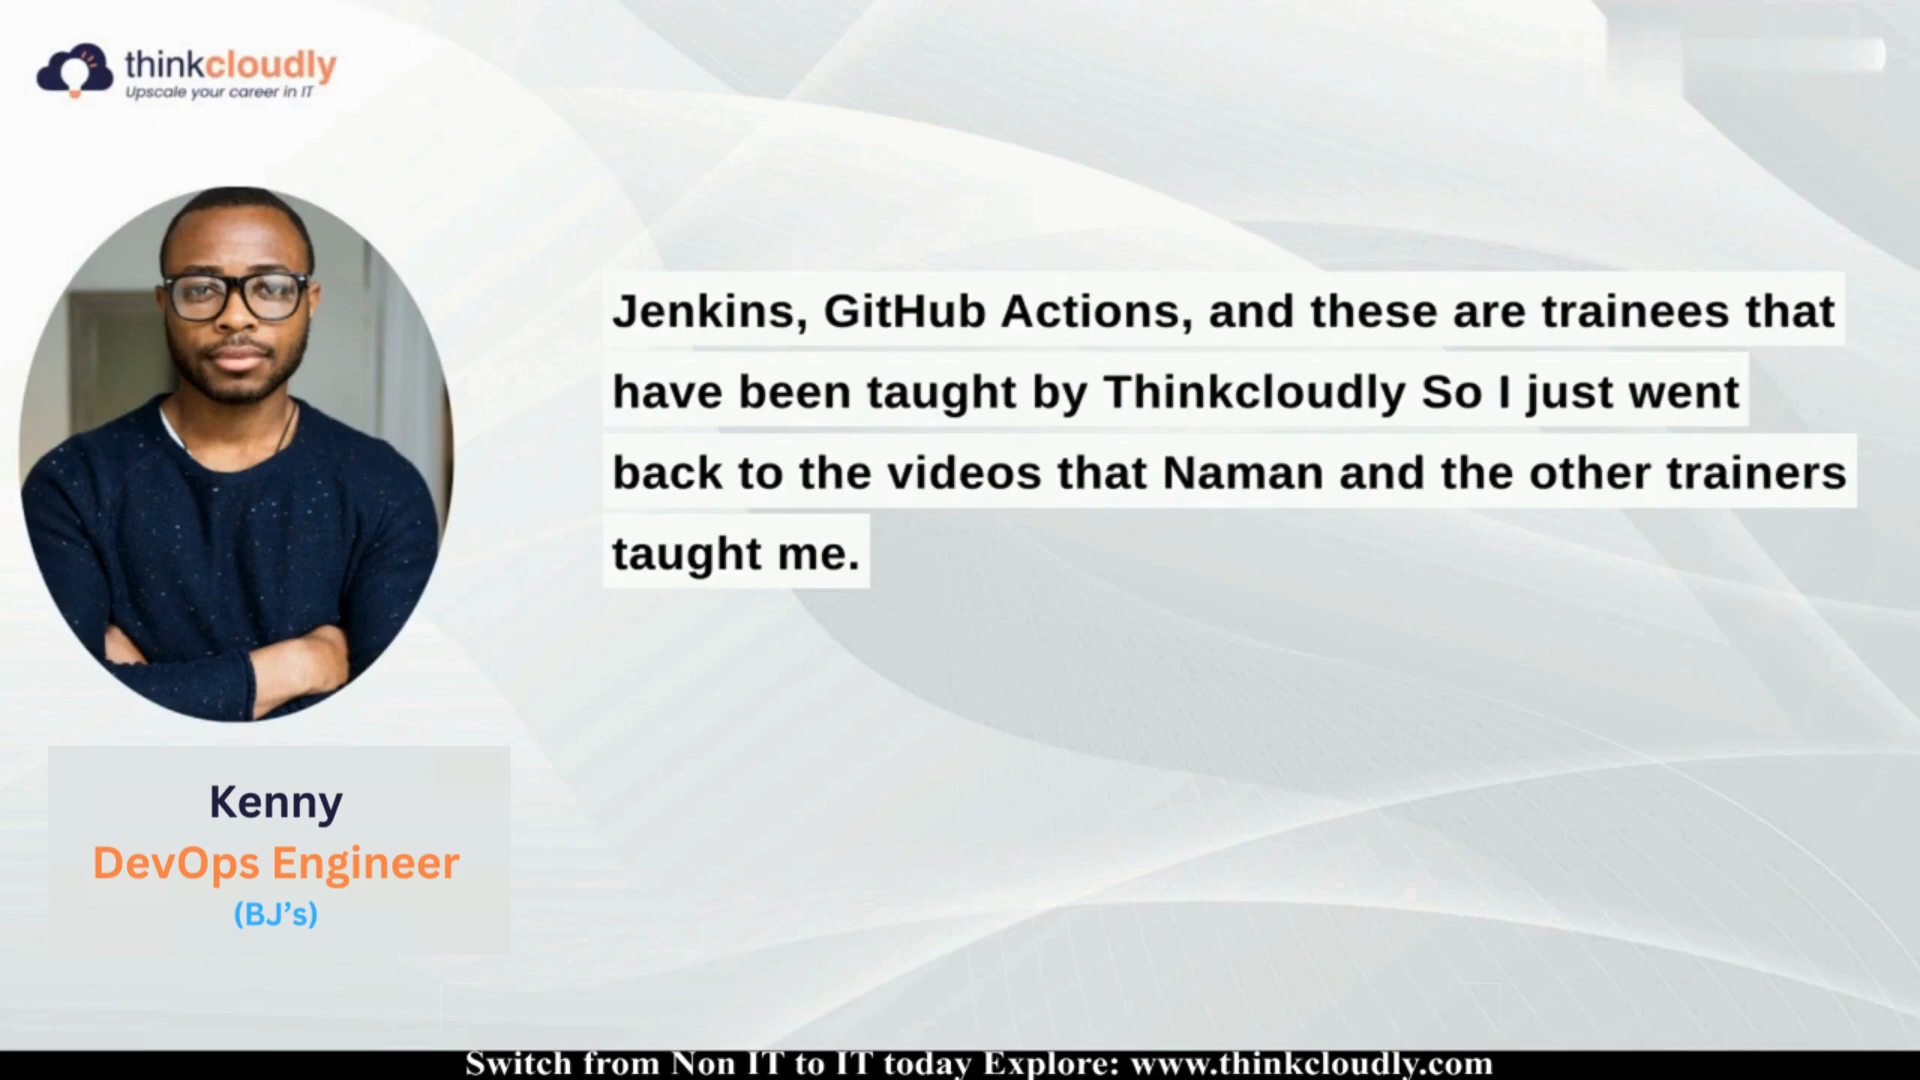 thinkcloudly
Upscale your career in IT
Jenkins, GitHub Actions, and these are trainees that
have been taught by Thinkcloudly So I just went
back to the videos that Naman and the other trainers
taught me.
Kenny
DevOps Engineer
(BJ’s)
Switch from Non IT to IT today Explore: www.thinkcloudly.com